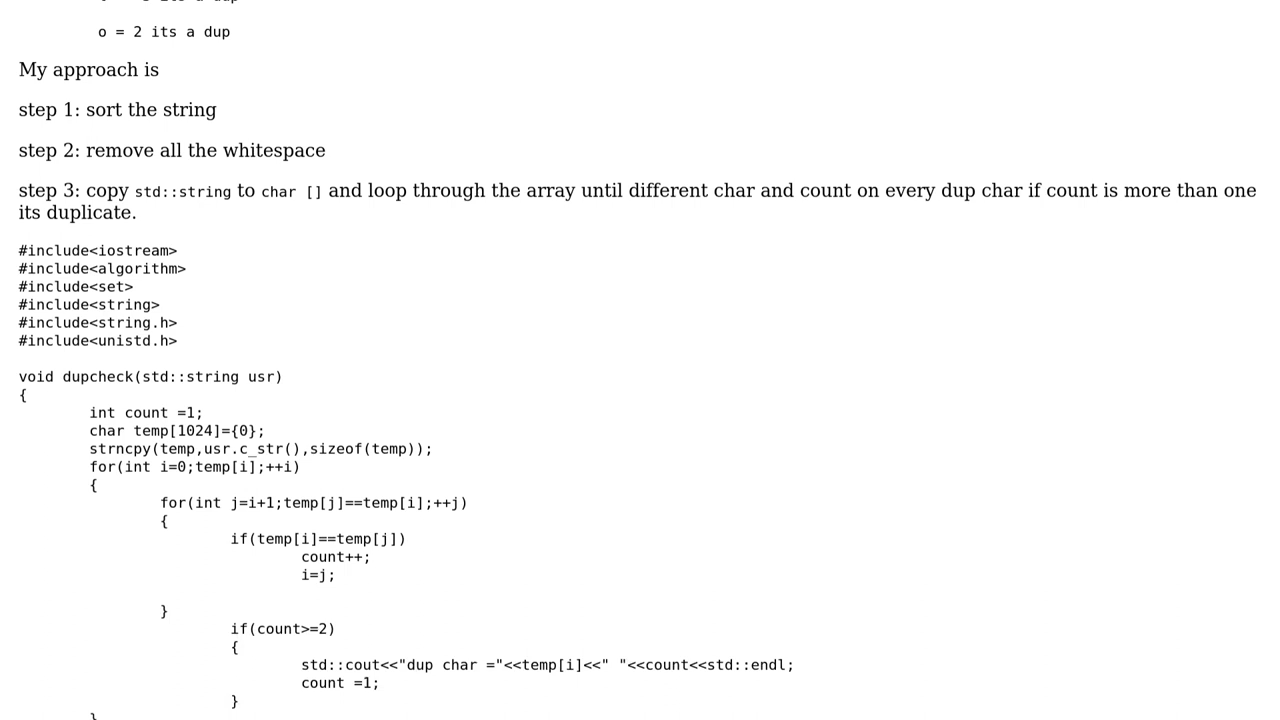 o = 2 its a dup
My approach is
step 1: sort the string
step 2: remove all the whitespace
step 3: copy std::string to char [] and loop through the array until different char and count on every dup char if count is more than one
its duplicate.
#include<iostream>
#include<algorithm>
#include<set>
#include<string>
#include<string.h>
#include<unistd.h>
void dupcheck(std::string usr)
{
int count =1;
char temp[1024]={0};
strncpy(temp,usr.c_str(),sizeof(temp));
for(int i=0;temp[i];++i)
{
for(int j=i+1;temp[j]==temp[i];++j)
{
if(temp[i]==temp[j])
count++;
i=j;
}
if(count>=2)
{
std::cout<<"dup char ="<<temp[i]<<" "<<count<<std::endl;
count =1;
}
}